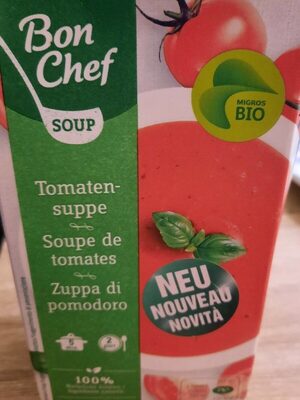 Bon
Chef
SOUP
MIGROS
BIO
Tomaten-
suppe
Soupe de
tomates
Zuppa di
pomodoro
NEU
NOUVEAU
NOVITÀ
100%